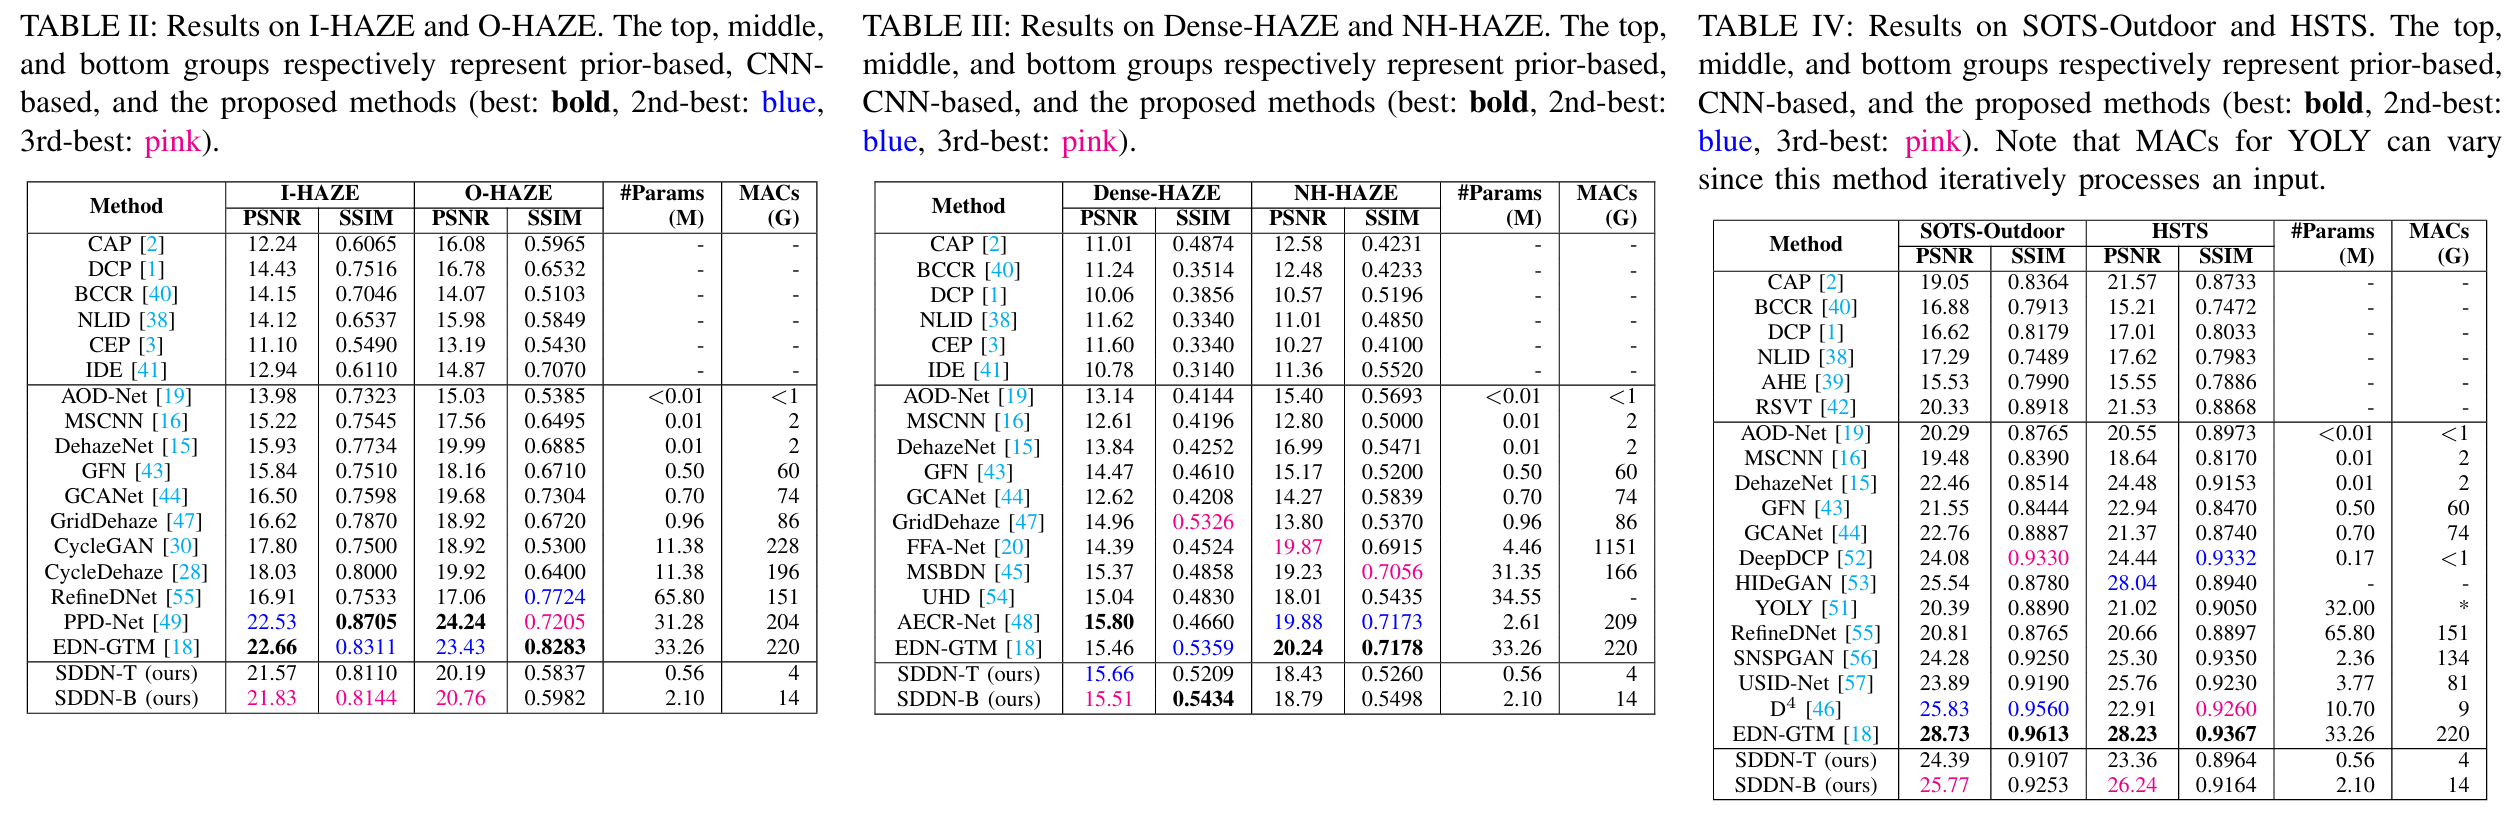 TABLE II: Results on I-HAZE and O-HAZE. The top, middle,
and bottom groups respectively represent prior-based, CNN-
based, and the proposed methods (best: bold, 2nd-best: blue,
3rd-best: pink).
Method I-HAZE O-HAZE #Params MACs
PSNR SSIM PSNR SSIM (M) (G)
CAP [2] 12.24 0.6065 16.08 0.5965 - -
DCP [1] 14.43 0.7516 16.78 0.6532 - -
BCCR [40] 14.15 0.7046 14.07 0.5103 - -
NLID [38] 14.12 0.6537 15.98 0.5849 - -
CEP [3] 11.10 0.5490 13.19 0.5430 - -
IDE [41] 12.94 0.6110 14.87 0.7070 - -
AOD-Net [19] 13.98 0.7323 15.03 0.5385 <0.01 <1
MSCNN [16] 15.22 0.7545 17.56 0.6495 0.01 2
DehazeNet [15] 15.93 0.7734 19.99 0.6885 0.01 2
GFN [43] 15.84 0.7510 18.16 0.6710 0.50 60
GCANet [44] 16.50 0.7598 19.68 0.7304 0.70 74
GridDehaze [47] 16.62 0.7870 18.92 0.6720 0.96 86
CycleGAN [30] 17.80 0.7500 18.92 0.5300 11.38 228
CycleDehaze [28] 18.03 0.8000 19.92 0.6400 11.38 196
RefineDNet [55] 16.91 0.7533 17.06 0.7724 65.80 151
PPD-Net [49] 22.53 0.8705 24.24 0.7205 31.28 204
EDN-GTM [18] 22.66 0.8311 23.43 0.8283 33.26 220
SDDN-T (ours) 21.57 0.8110 20.19 0.5837 0.56 4
SDDN-B (ours) 21.83 0.8144 20.76 0.5982 2.10 14
TABLE III: Results on Dense-HAZE and NH-HAZE. The top,
middle, and bottom groups respectively represent prior-based,
CNN-based, and the proposed methods (best: bold, 2nd-best:
blue, 3rd-best: pink).
Method Dense-HAZE NH-HAZE #Params MACs
PSNR SSIM PSNR SSIM (M) (G)
CAP [2] 11.01 0.4874 12.58 0.4231 - -
BCCR [40] 11.24 0.3514 12.48 0.4233 - -
DCP [1] 10.06 0.3856 10.57 0.5196 - -
NLID [38] 11.62 0.3340 11.01 0.4850 - -
CEP [3] 11.60 0.3340 10.27 0.4100 - -
IDE [41] 10.78 0.3140 11.36 0.5520 - -
AOD-Net [19] 13.14 0.4144 15.40 0.5693 <0.01 <1
MSCNN [16] 12.61 0.4196 12.80 0.5000 0.01 2
DehazeNet [15] 13.84 0.4252 16.99 0.5471 0.01 2
GFN [43] 14.47 0.4610 15.17 0.5200 0.50 60
GCANet [44] 12.62 0.4208 14.27 0.5839 0.70 74
GridDehaze [47] 14.96 0.5326 13.80 0.5370 0.96 86
FFA-Net [20] 14.39 0.4524 19.87 0.6915 4.46 1151
MSBDN [45] 15.37 0.4858 19.23 0.7056 31.35 166
UHD [54] 15.04 0.4830 18.01 0.5435 34.55 -
AECR-Net [48] 15.80 0.4660 19.88 0.7173 2.61 209
EDN-GTM [18] 15.46 0.5359 20.24 0.7178 33.26 220
SDDN-T (ours) 15.66 0.5209 18.43 0.5260 0.56 4
SDDN-B (ours) 15.51 0.5434 18.79 0.5498 2.10 14
TABLE IV: Results on SOTS-Outdoor and HSTS. The top,
middle, and bottom groups respectively represent prior-based,
CNN-based, and the proposed methods (best: bold, 2nd-best:
blue, 3rd-best: pink). Note that MACs for YOLY can vary
since this method iteratively processes an input.
Method SOTS-Outdoor HSTS #Params MACs
PSNR SSIM PSNR SSIM (M) (G)
CAP [2] 19.05 0.8364 21.57 0.8733 - -
BCCR [40] 16.88 0.7913 15.21 0.7472 - -
DCP [1] 16.62 0.8179 17.01 0.8033 - -
NLID [38] 17.29 0.7489 17.62 0.7983 - -
AHE [39] 15.53 0.7990 15.55 0.7886 - -
RSVT [42] 20.33 0.8918 21.53 0.8868 - -
AOD-Net [19] 20.29 0.8765 20.55 0.8973 <0.01 <1
MSCNN [16] 19.48 0.8390 18.64 0.8170 0.01 2
DehazeNet [15] 22.46 0.8514 24.48 0.9153 0.01 2
GFN [43] 21.55 0.8444 22.94 0.8470 0.50 60
GCANet [44] 22.76 0.8887 21.37 0.8740 0.70 74
DeepDCP [52] 24.08 0.9330 24.44 0.9332 0.17 <1
HIDeGAN [53] 25.54 0.8780 28.04 0.8940 - -
YOLY [51] 20.39 0.8890 21.02 0.9050 32.00 *
RefineDNet [55] 20.81 0.8765 20.66 0.8897 65.80 151
SNSPGAN [56] 24.28 0.9250 25.30 0.9350 2.36 134
USID-Net [57] 23.89 0.9190 25.76 0.9230 3.77 81
D⁴ [46] 25.83 0.9560 22.91 0.9260 10.70 9
EDN-GTM [18] 28.73 0.9613 28.23 0.9367 33.26 220
SDDN-T (ours) 24.39 0.9107 23.36 0.8964 0.56 4
SDDN-B (ours) 25.77 0.9253 26.24 0.9164 2.10 14